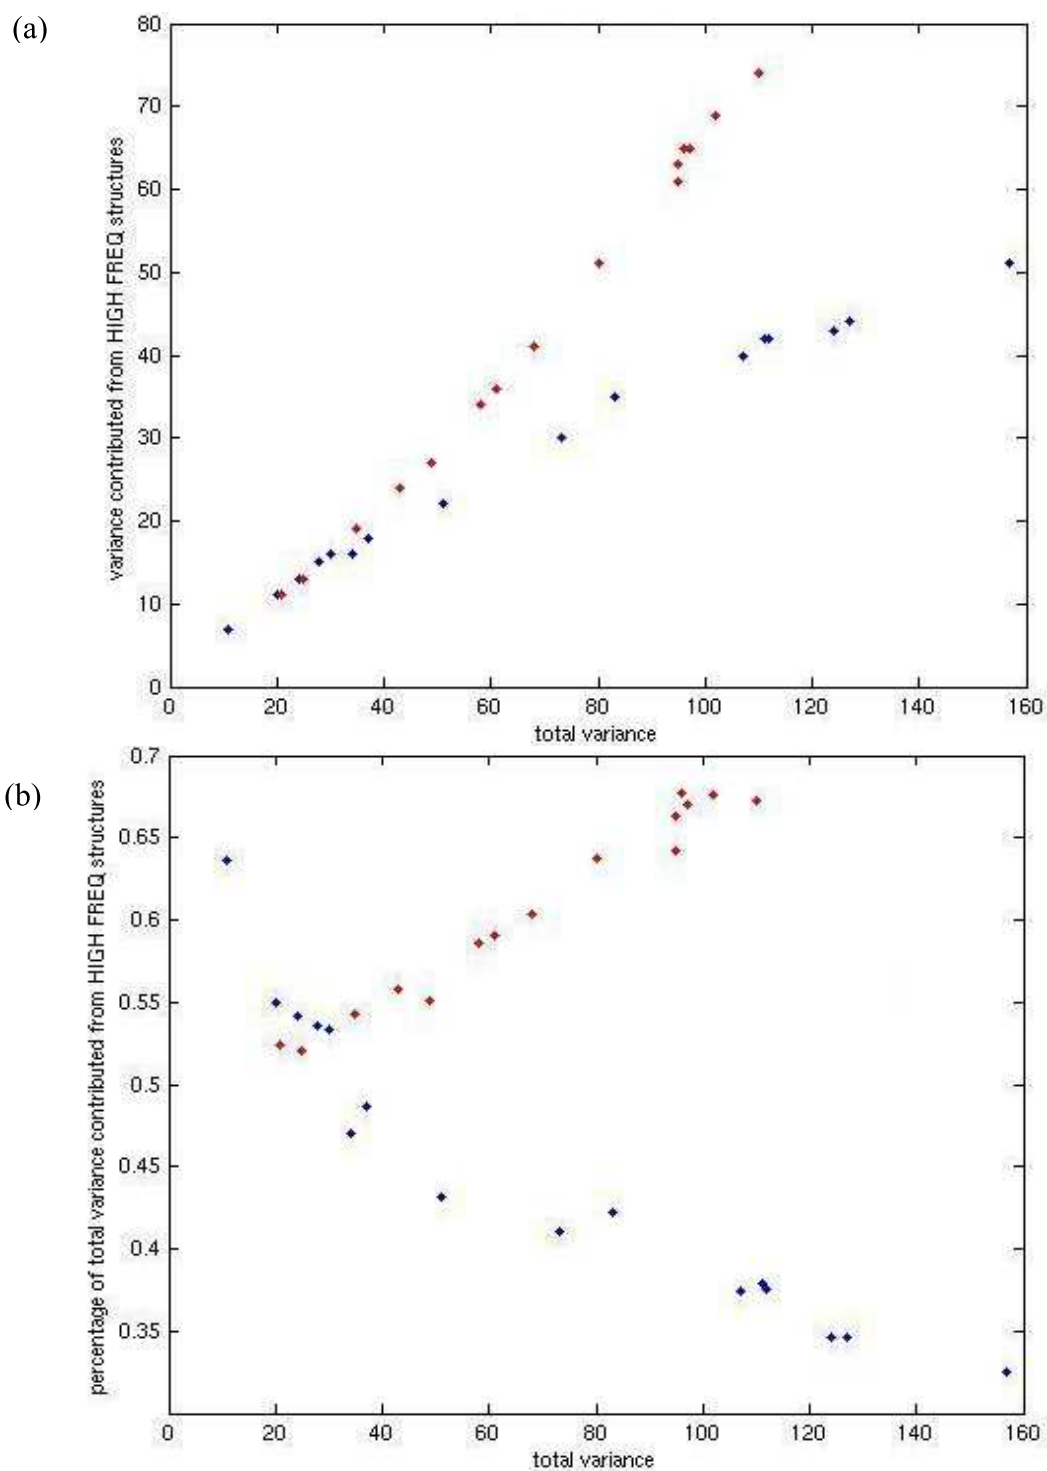 (a)
80
70
60
50
40
30
20
10
0
variance contributed from HIGH FREQ structures
0 20 40 60 80 100 120 140 160
total variance
(b)
0.7
0.65
0.6
0.55
0.5
0.45
0.4
0.35
percentage of total variance contributed from HIGH FREQ structures
0 20 40 60 80 100 120 140 160
total variance